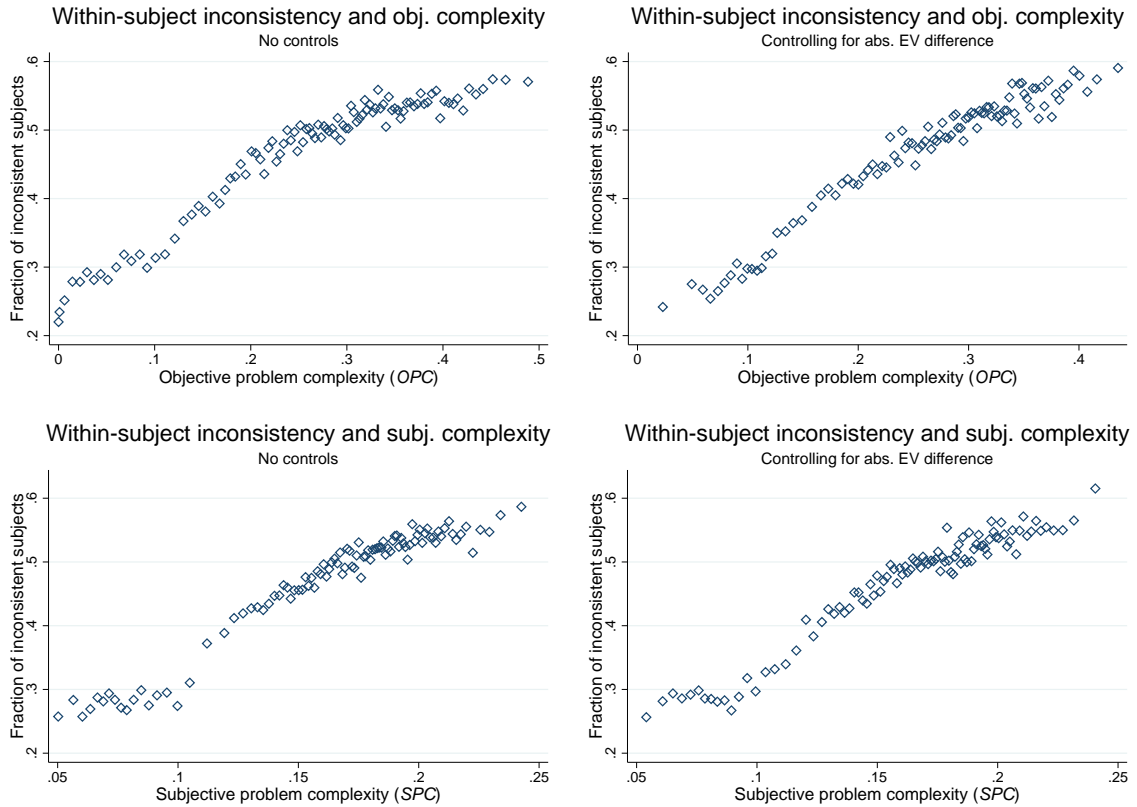 Within-subject inconsistency and obj. complexity
No controls
Fraction of inconsistent subjects
.6
.5
.4
.3
.2
0
.1
.2
.3
.4
.5
Objective problem complexity (OPC)
Within-subject inconsistency and obj. complexity
Controlling for abs. EV difference
Fraction of inconsistent subjects
.6
.5
.4
.3
.2
0
.1
.2
.3
.4
Objective problem complexity (OPC)
Within-subject inconsistency and subj. complexity
No controls
Fraction of inconsistent subjects
.6
.5
.4
.3
.2
.05
.1
.15
.2
.25
Subjective problem complexity (SPC)
Within-subject inconsistency and subj. complexity
Controlling for abs. EV difference
Fraction of inconsistent subjects
.6
.5
.4
.3
.2
.05
.1
.15
.2
.25
Subjective problem complexity (SPC)